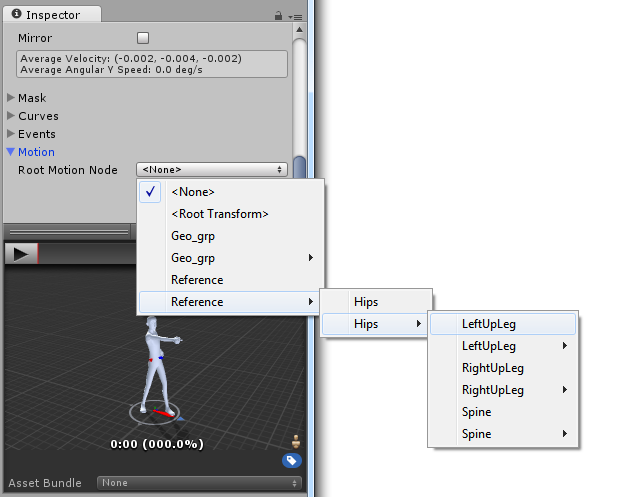 Inspector
Mirror
Average Velocity: (-0.002, -0.004, -0.002)
Average Angular Y Speed: 0.0 deg/s
Mask
Curves
Events
Motion
Root Motion Node <None>
<None>
<Root Transform>
Geo_grp
Geo_grp
Reference
Reference
Hips
Hips
LeftUpLeg
LeftUpLeg
RightUpLeg
RightUpLeg
Spine
Spine
0:00 (000.0%)
Asset Bundle None